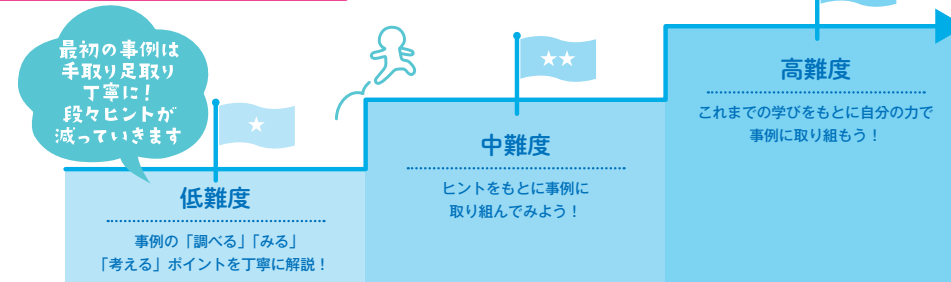 最初の事例は
手取り足取り
丁寧に！
段々ヒントが
減っていきます
低難度
事例の「調べる」「みる」
「考える」ポイントを丁寧に解説！
中難度
ヒントをもとに事例に
取り組んでみよう！
高難度
これまでの学びをもとに自分の力で
事例に取り組もう！